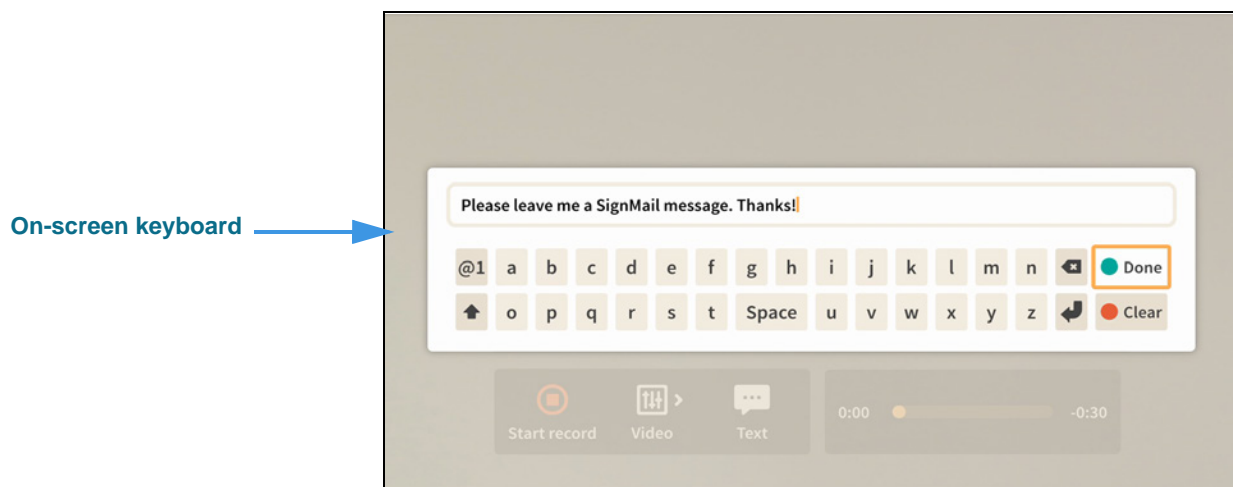 Please leave me a SignMail message. Thanks!
On-screen keyboard
@1 a b c d e f g h i j k l m n Done
o p q r s t Space u v w x y z Clear
0:00 -0:30
Start record Video Text